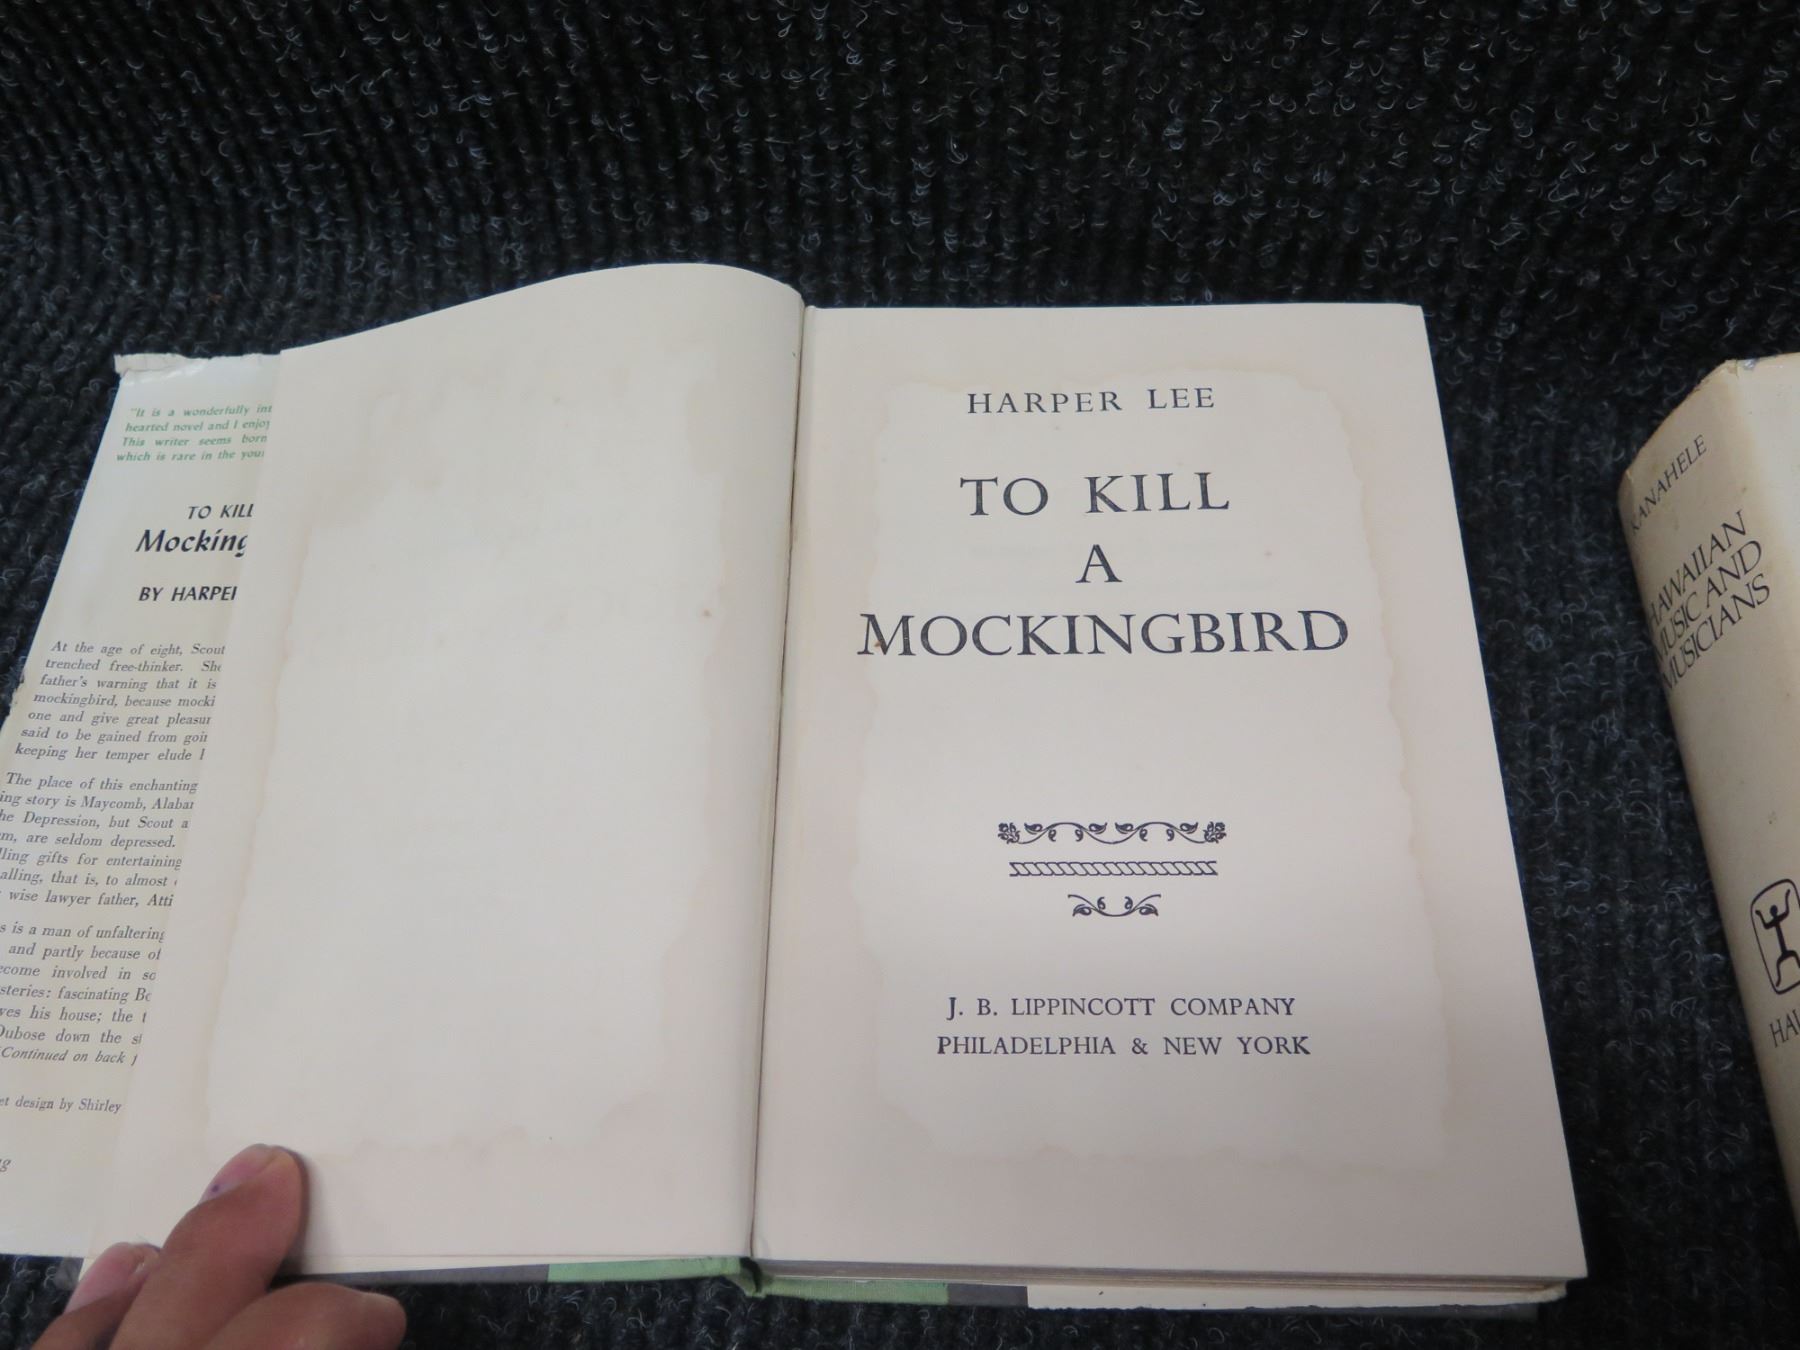 "It is a wonderfully
hearted novel and I
This writer seems born
which is rare in the
TO KILL
BY
At the age of eight, Scout
trenched free-thinker.
father's warning that it is
mockingbird, because
one and give great
said to be gained from
keeping her temper elude
The place of this enchanting
story is Maycomb,
Depression, but Scout
are seldom depressed.
gifts for entertaining
that is, to almost
wise lawyer father,
is a man of unfaltering
and partly because of
involved in
fascinating
his house; the
Dubose down the
(Continued on back
design by Shirley
HARPER LEE
TO KILL
A
MOCKINGBIRD
J. B. LIPPINCOTT COMPANY
PHILADELPHIA & NEW YORK
KANAHELE
HAWAIIAN
MUSIC AND
MUSICIANS